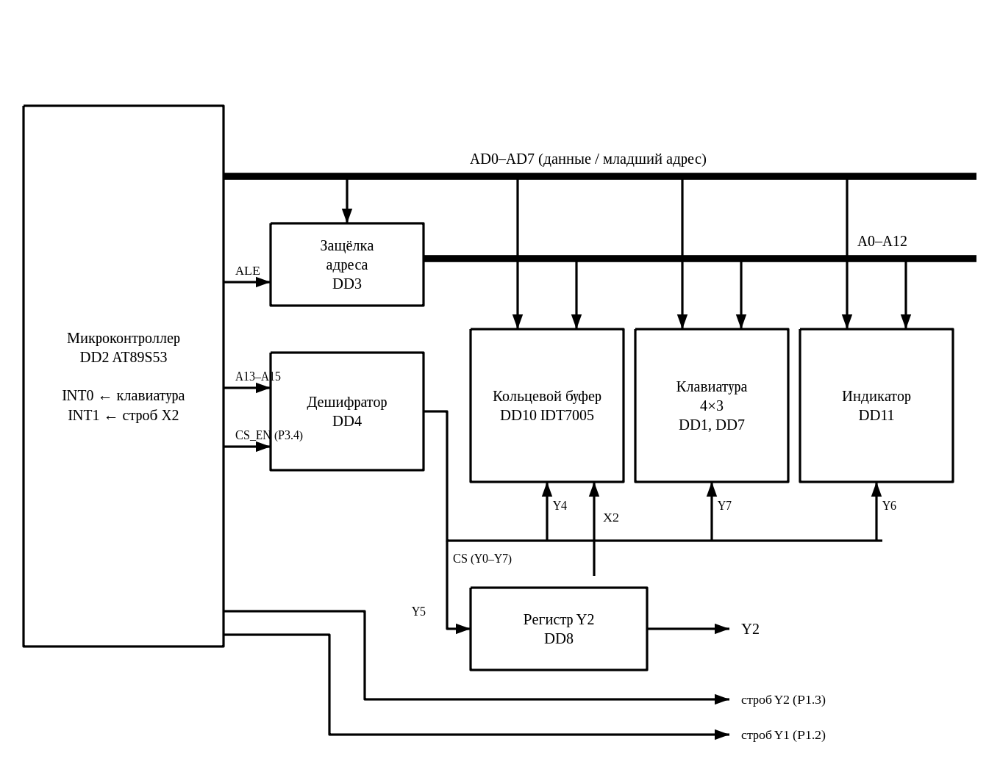 AD0–AD7 (данные / младший адрес)
A0–A12
Защёлка
адреса
DD3
ALE
Микроконтроллер
DD2 AT89S53
INT0 ← клавиатура
INT1 ← строб X2
A13–A15
CS_EN (P3.4)
Дешифратор
DD4
Кольцевой буфер
DD10 IDT7005
Клавиатура
4×3
DD1, DD7
Индикатор
DD11
Y4
X2
Y7
Y6
CS (Y0–Y7)
Y5
Регистр Y2
DD8
Y2
строб Y2 (P1.3)
строб Y1 (P1.2)